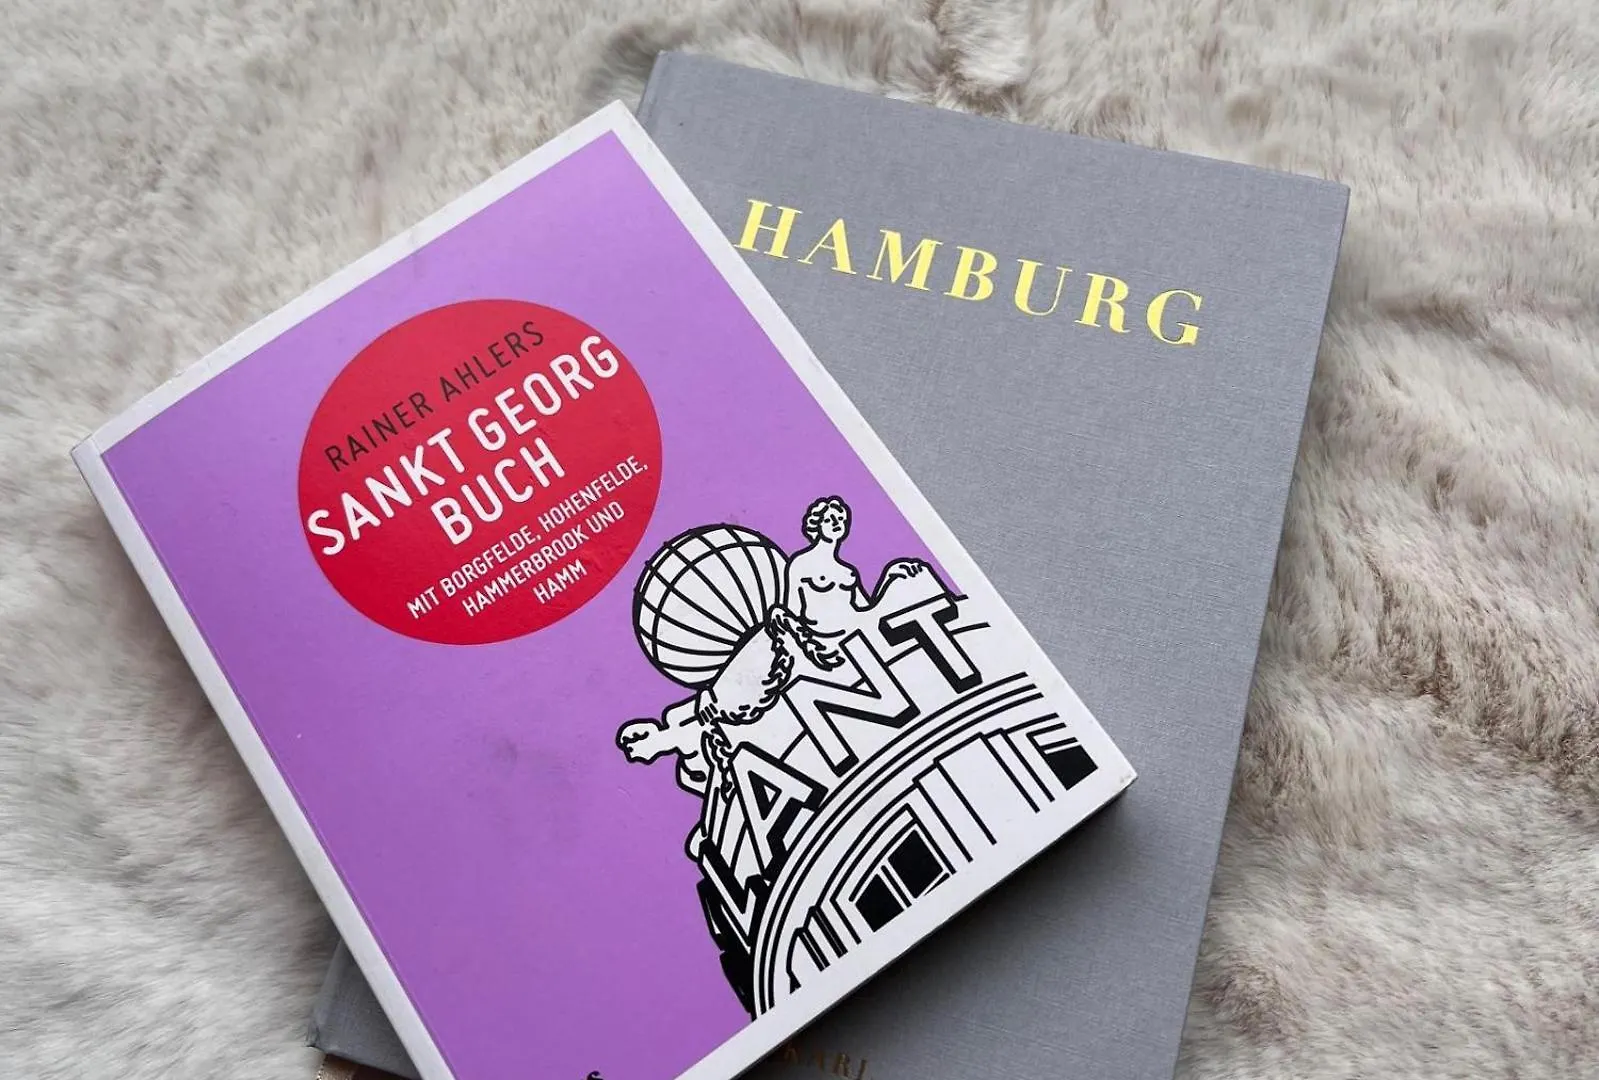 HAMBURG
RAINER AHLERS
SANKT GEORG
BUCH
MIT BORGFELDE, HOHENFELDE,
HAMMERBROOK UND
HAMM
LANT